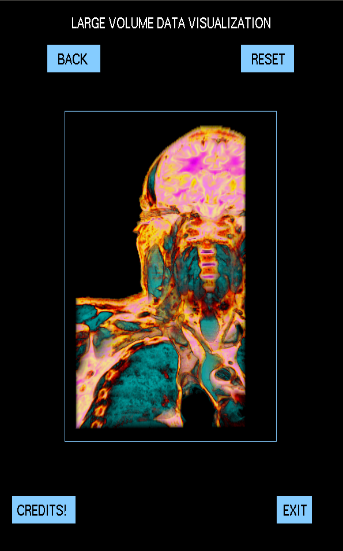 LARGE VOLUME DATA VISUALIZATION
BACK
RESET
CREDITS!
EXIT